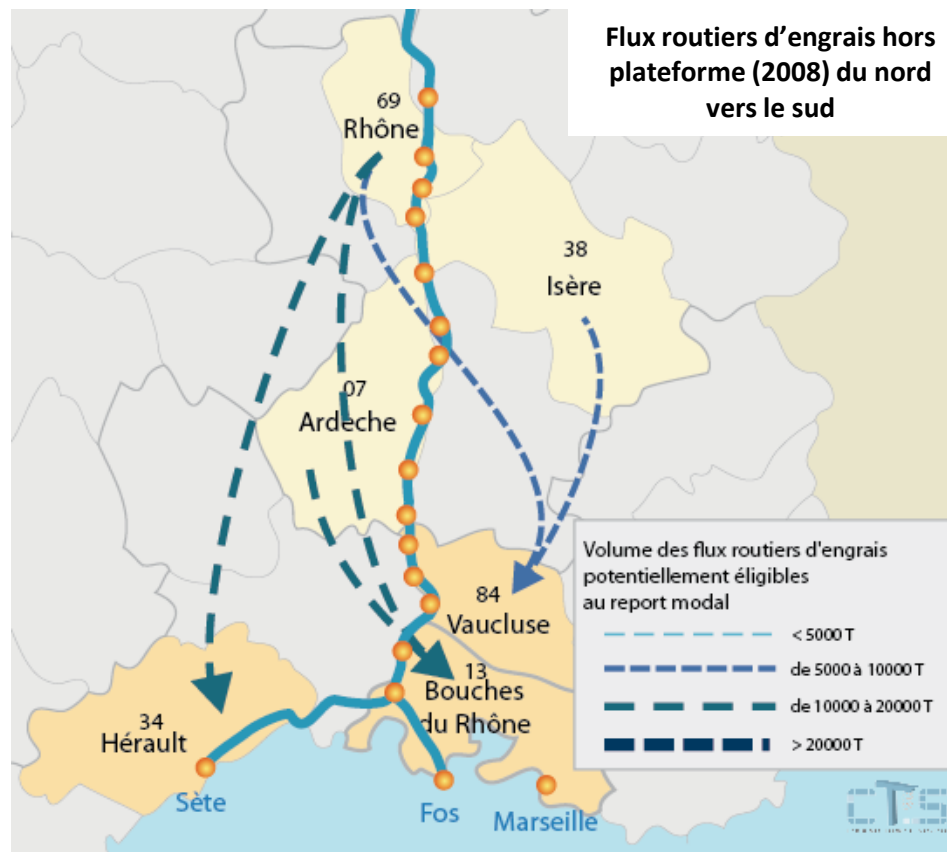 Flux routiers d'engrais hors
plateforme (2008) du nord
vers le sud
69
Rhône
38
Isère
07
Ardeche
84
Vaucluse
13
Bouches
du Rhône
34
Hérault
Sète
Fos
Marseille
Volume des flux routiers d'engrais
potentiellement éligibles
au report modal
< 5000 T
de 5000 à 10000 T
de 10000 à 20000 T
> 20000 T